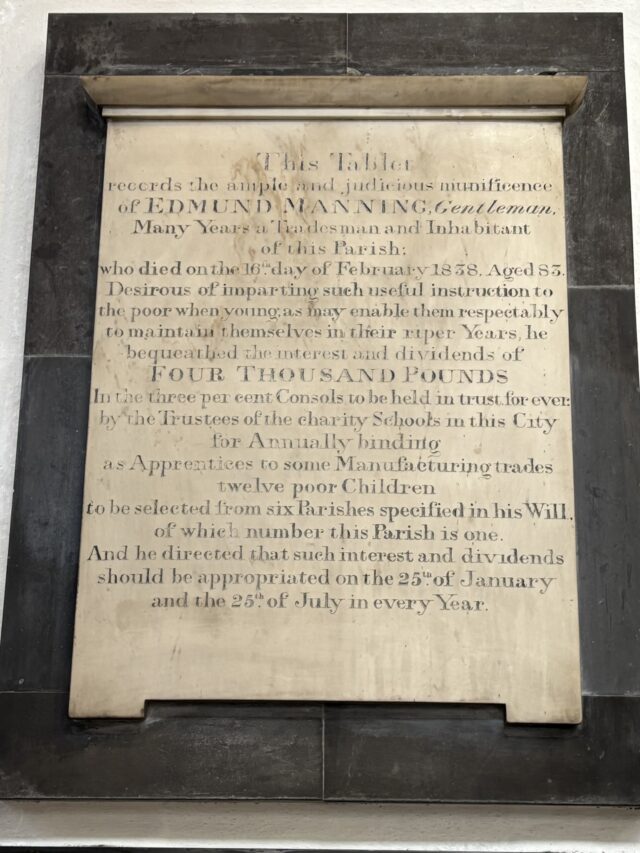 This Tablet
records the ample and judicious munificence
of EDMUND MANNING, Gentleman,
Many Years a Tradesman and Inhabitant
of this Parish;
who died on the 16th day of February 1838. Aged 83.
Desirous of imparting such useful instruction to
the poor when young, as may enable them respectably
to maintain themselves in their riper Years, he
bequeathed the interest and dividends of
FOUR THOUSAND POUNDS
In the three per cent Consols to be held in trust for ever:
by the Trustees of the charity Schools in this City
for Annually binding
as Apprentices to some Manufacturing trades
twelve poor Children
to be selected from six Parishes specified in his Will,
of which number this Parish is one.
And he directed that such interest and dividends
should be appropriated on the 25th of January
and the 25th of July in every Year.